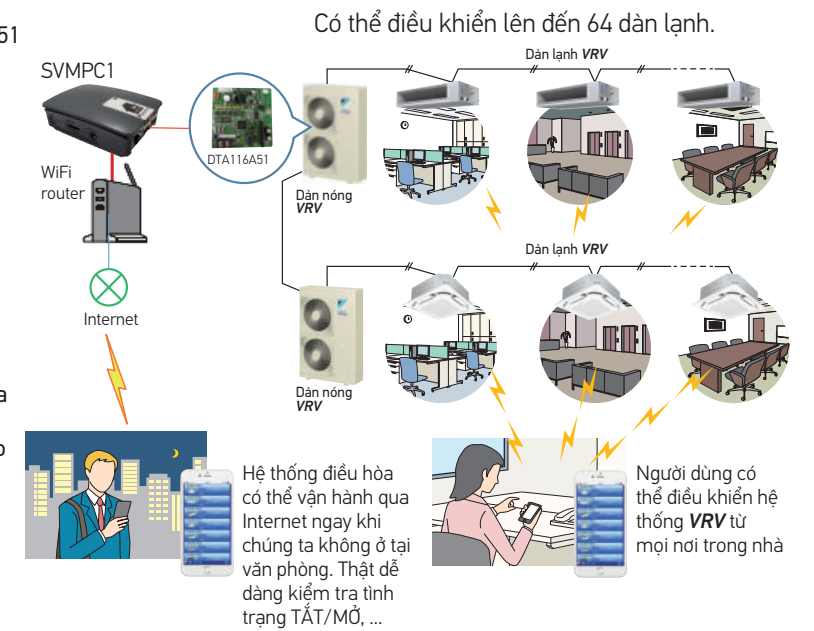 51
Có thể điều khiển lên đến 64 dàn lạnh.
SVMPC1
DTA116A51
WiFi
router
Internet
Dàn lạnh VRV
Dàn nóng
VRV
Dàn lạnh VRV
Dàn nóng
VRV
a
Hệ thống điều hòa
có thể vận hành qua
Internet ngay khi
chúng ta không ở tại
văn phòng. Thật dễ
dàng kiểm tra tình
trạng TẮT/MỞ, ...
Người dùng có
thể điều khiển hệ
thống VRV từ
mọi nơi trong nhà